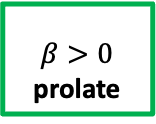 β > 0
prolate